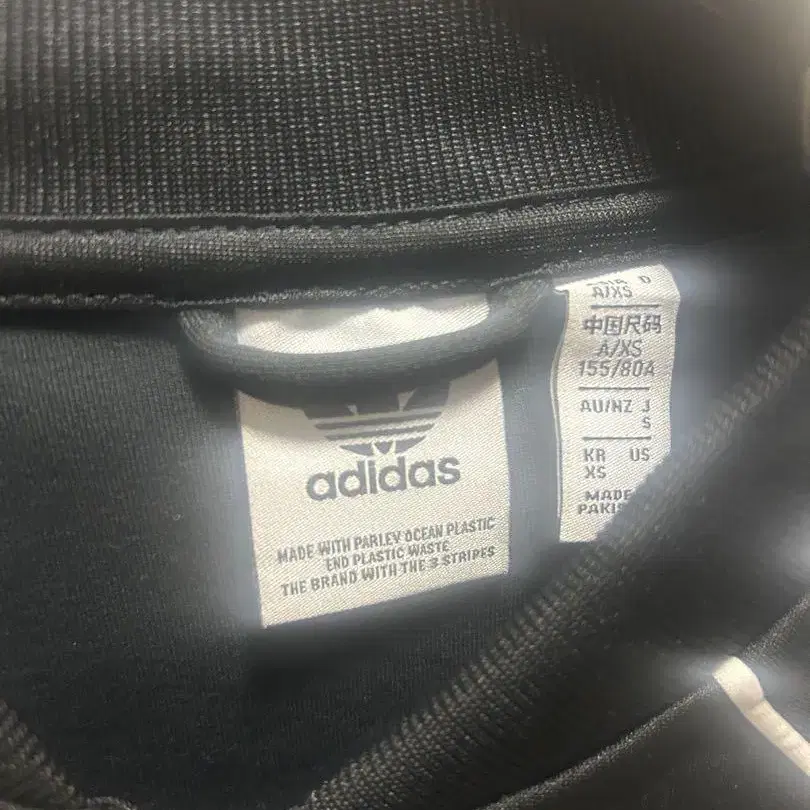 adidas
MADE WITH PARLEY OCEAN PLASTIC
END PLASTIC WASTE
THE BRAND WITH THE 3 STRIPES
A/XS D
中国尺码
A/XS
155/80A
AU/NZ J
S
KR US
XS
MADE